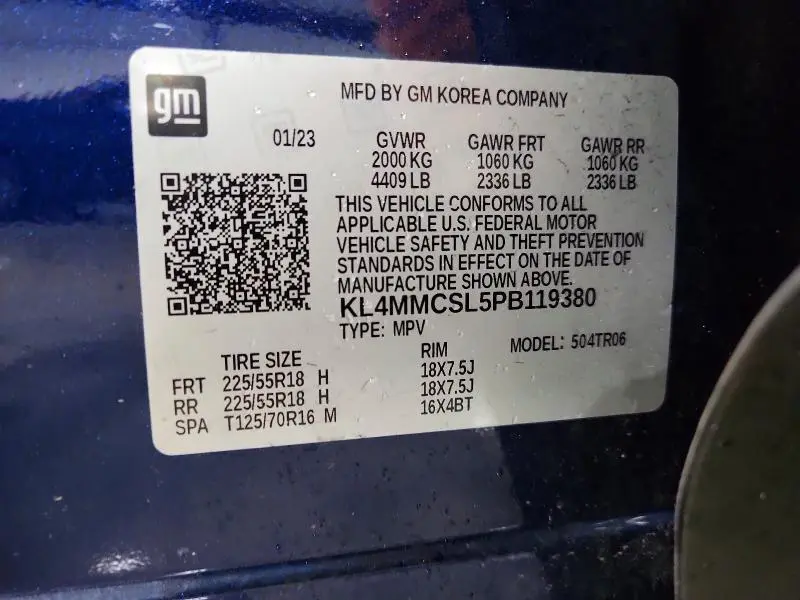 gm
MFD BY GM KOREA COMPANY
01/23 GVWR GAWR FRT GAWR RR
2000 KG 1060 KG 1060 KG
4409 LB 2336 LB 2336 LB
THIS VEHICLE CONFORMS TO ALL
APPLICABLE U.S. FEDERAL MOTOR
VEHICLE SAFETY AND THEFT PREVENTION
STANDARDS IN EFFECT ON THE DATE OF
MANUFACTURE SHOWN ABOVE.
KL4MMCSL5PB119380
TYPE: MPV
MODEL: 504TR06
TIRE SIZE RIM
FRT 225/55R18 H 18X7.5J
RR 225/55R18 H 18X7.5J
SPA T125/70R16 M 16X4BT